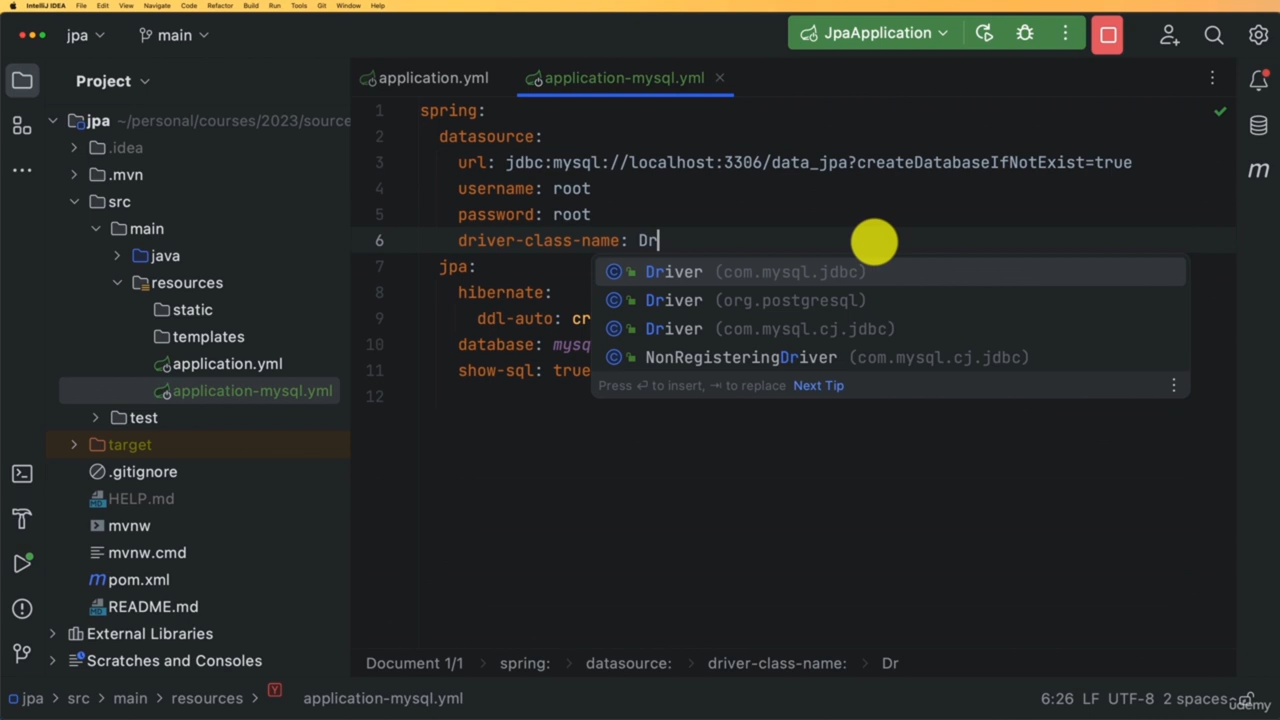 IntelliJ IDEA File Edit View Navigate Code Refactor Build Run Tools Git Window Help
jpa main JpaApplication
Project application.yml application-mysql.yml
jpa ~/personal/courses/2023/source
.idea
.mvn
src
main
java
resources
static
templates
application.yml
application-mysql.yml
test
target
.gitignore
HELP.md
mvnw
mvnw.cmd
pom.xml
README.md
External Libraries
Scratches and Consoles
1 spring:
2 datasource:
3 url: jdbc:mysql://localhost:3306/data_jpa?createDatabaseIfNotExist=true
4 username: root
5 password: root
6 driver-class-name: Dr
7 jpa:
8 hibernate:
9 ddl-auto: cr
10 database: mysq
11 show-sql: true
12
Driver (com.mysql.jdbc)
Driver (org.postgresql)
Driver (com.mysql.cj.jdbc)
NonRegisteringDriver (com.mysql.cj.jdbc)
Press ⏎ to insert, ⇥ to replace Next Tip
Document 1/1 > spring: > datasource: > driver-class-name: > Dr
jpa > src > main > resources > Y application-mysql.yml 6:26 LF UTF-8 2 spaces
udemy